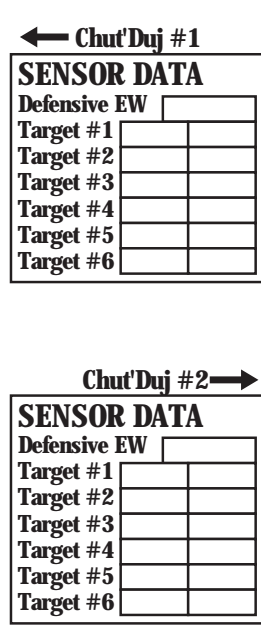 Chut'Duj #1
SENSOR DATA
Defensive EW
Target #1
Target #2
Target #3
Target #4
Target #5
Target #6
Chut'Duj #2
SENSOR DATA
Defensive EW
Target #1
Target #2
Target #3
Target #4
Target #5
Target #6